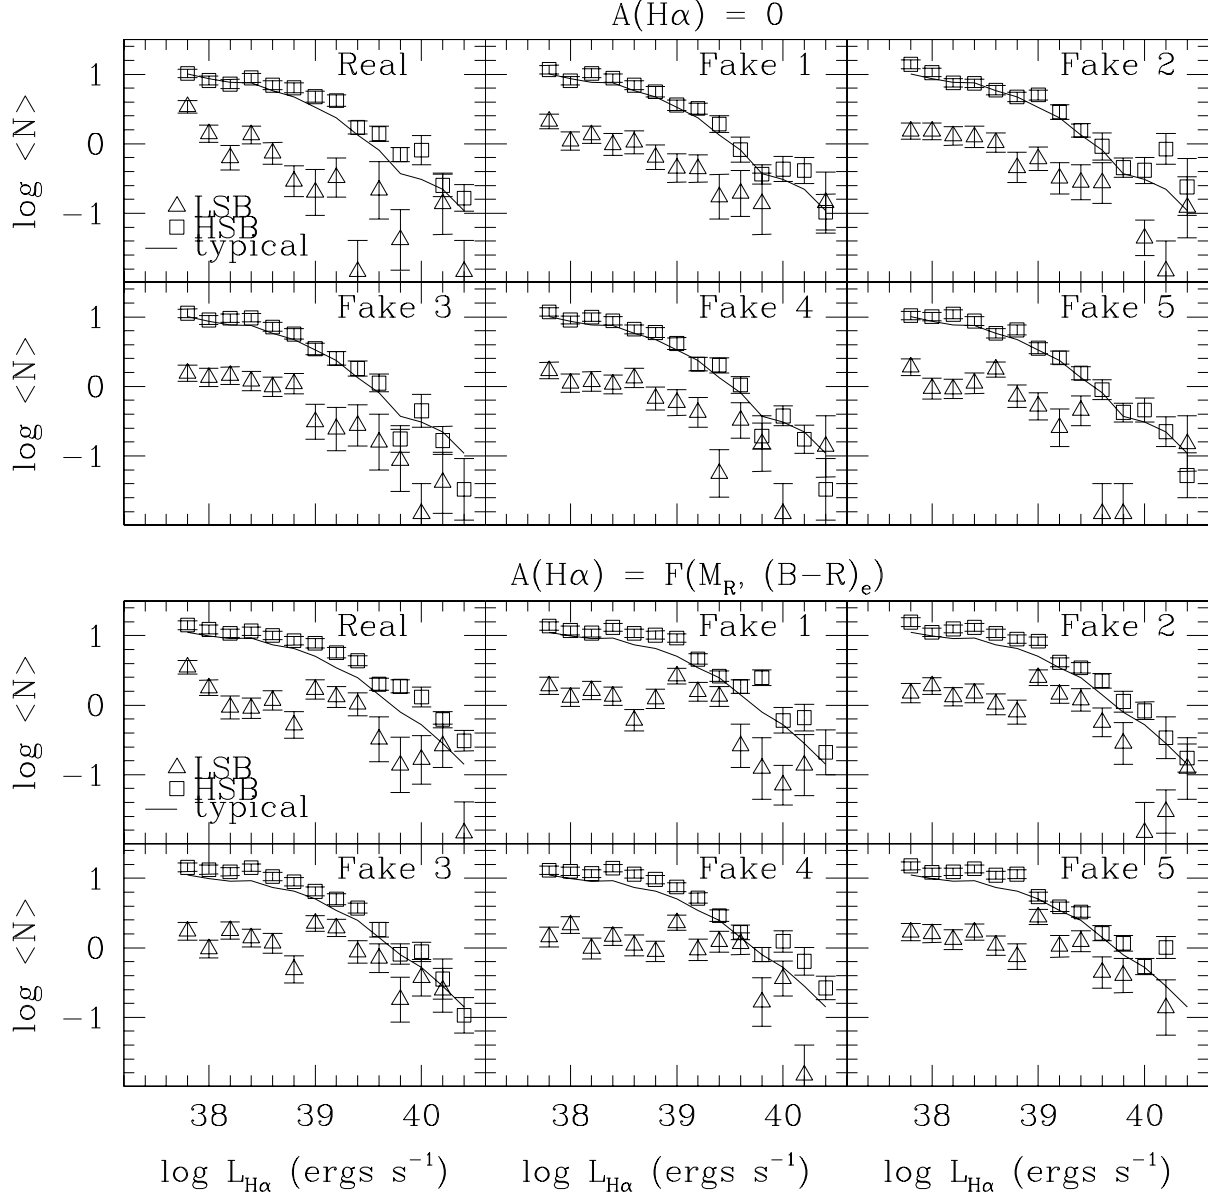 A(Hα) = 0
Real Fake 1 Fake 2
log <N>
1
0
−1
LSB
HSB
typical
Fake 3 Fake 4 Fake 5
log <N>
1
0
−1
A(Hα) = F(M_R, (B−R)_e)
Real Fake 1 Fake 2
log <N>
1
0
−1
LSB
HSB
typical
Fake 3 Fake 4 Fake 5
log <N>
1
0
−1
38 39 40 38 39 40 38 39 40
log L_Hα (ergs s⁻¹) log L_Hα (ergs s⁻¹) log L_Hα (ergs s⁻¹)